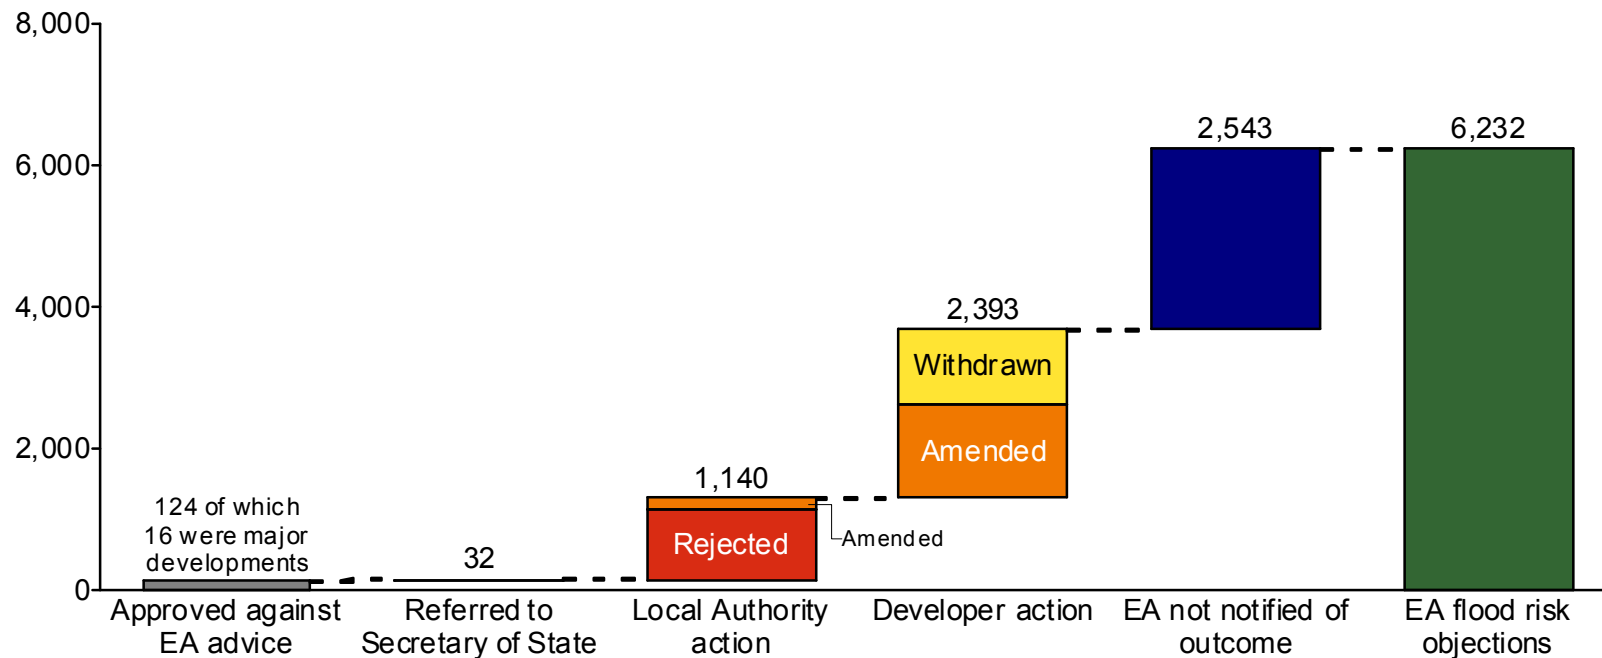 8,000
6,000
4,000
2,000
0
124 of which
16 were major
developments
32
1,140
Rejected
Amended
2,393
Withdrawn
Amended
2,543
6,232
Approved against
EA advice
Referred to
Secretary of State
Local Authority
action
Developer action
EA not notified of
outcome
EA flood risk
objections